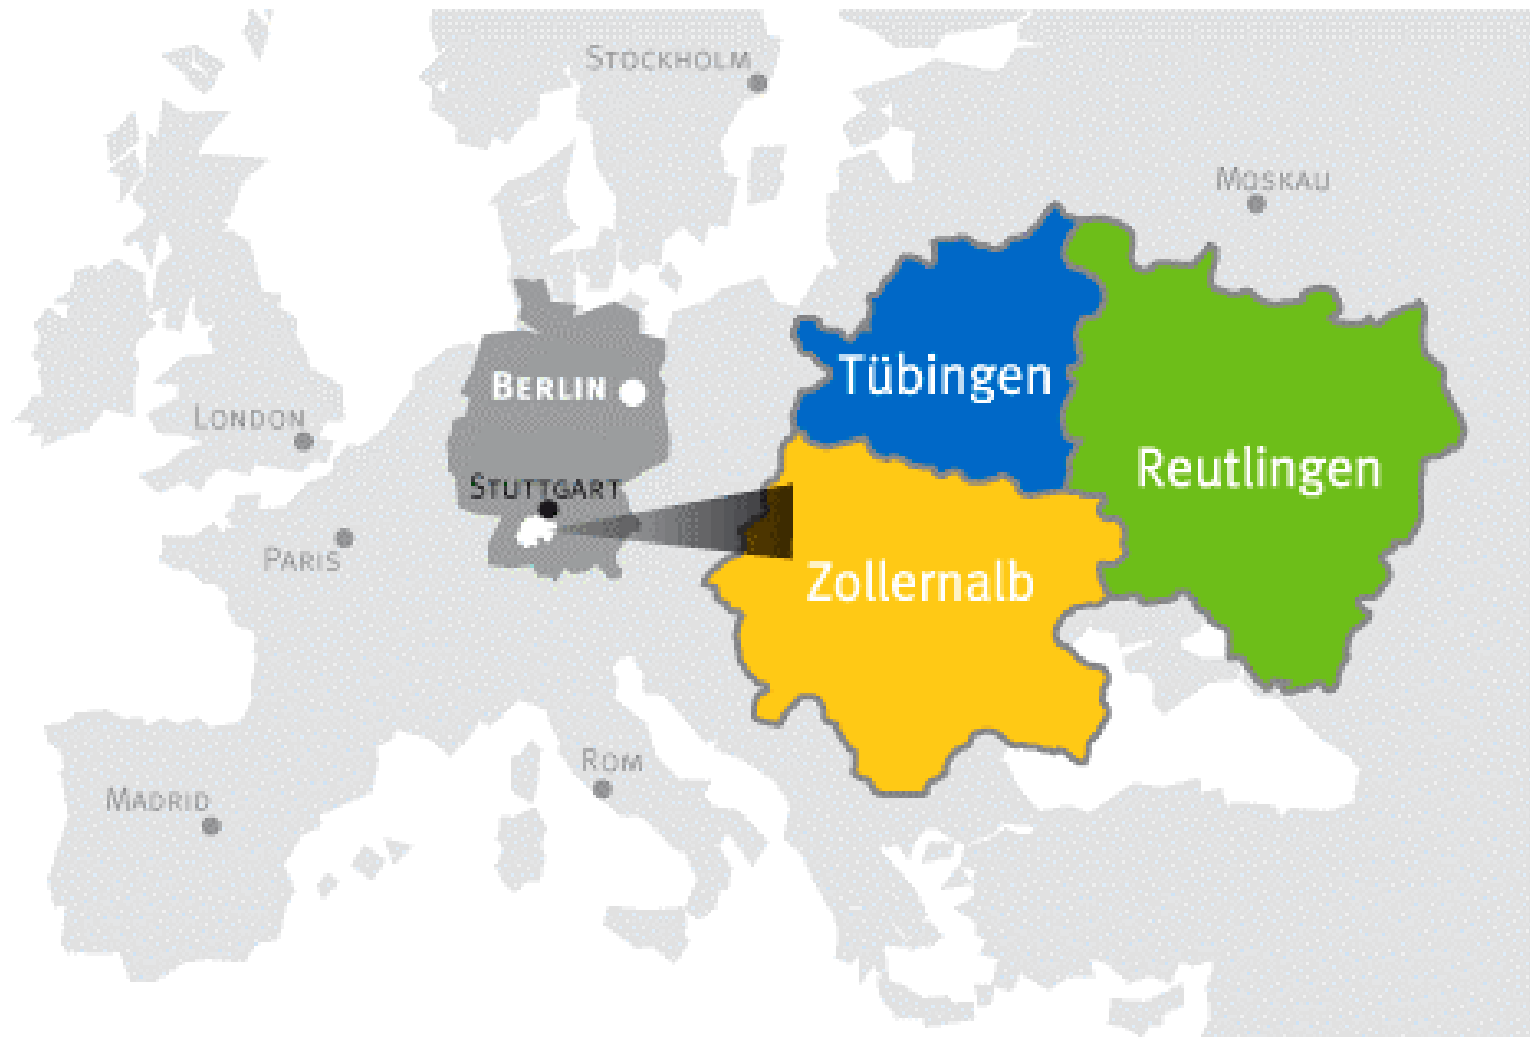 STOCKHOLM
MOSKAU
Tübingen
BERLIN
LONDON
Reutlingen
STUTTGART
PARIS
Zollernalb
ROM
MADRID